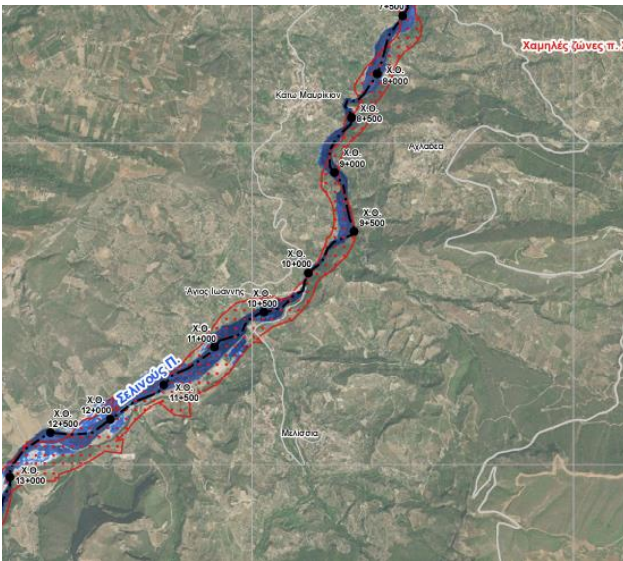 7+500
Χαμηλές ζώνες π. Σ
Χ.Θ.
8+000
Κάτω Μαυρίκιον
Χ.Θ.
8+500
Αχλαδέα
Χ.Θ.
9+000
Χ.Θ.
9+500
Χ.Θ.
10+000
Άγιος Ιωάννης
Χ.Θ.
10+500
Χ.Θ.
11+000
Σελινούς Π.
Χ.Θ.
11+500
Χ.Θ.
12+000
Χ.Θ.
12+500
Μελίσσια
Χ.Θ.
13+000